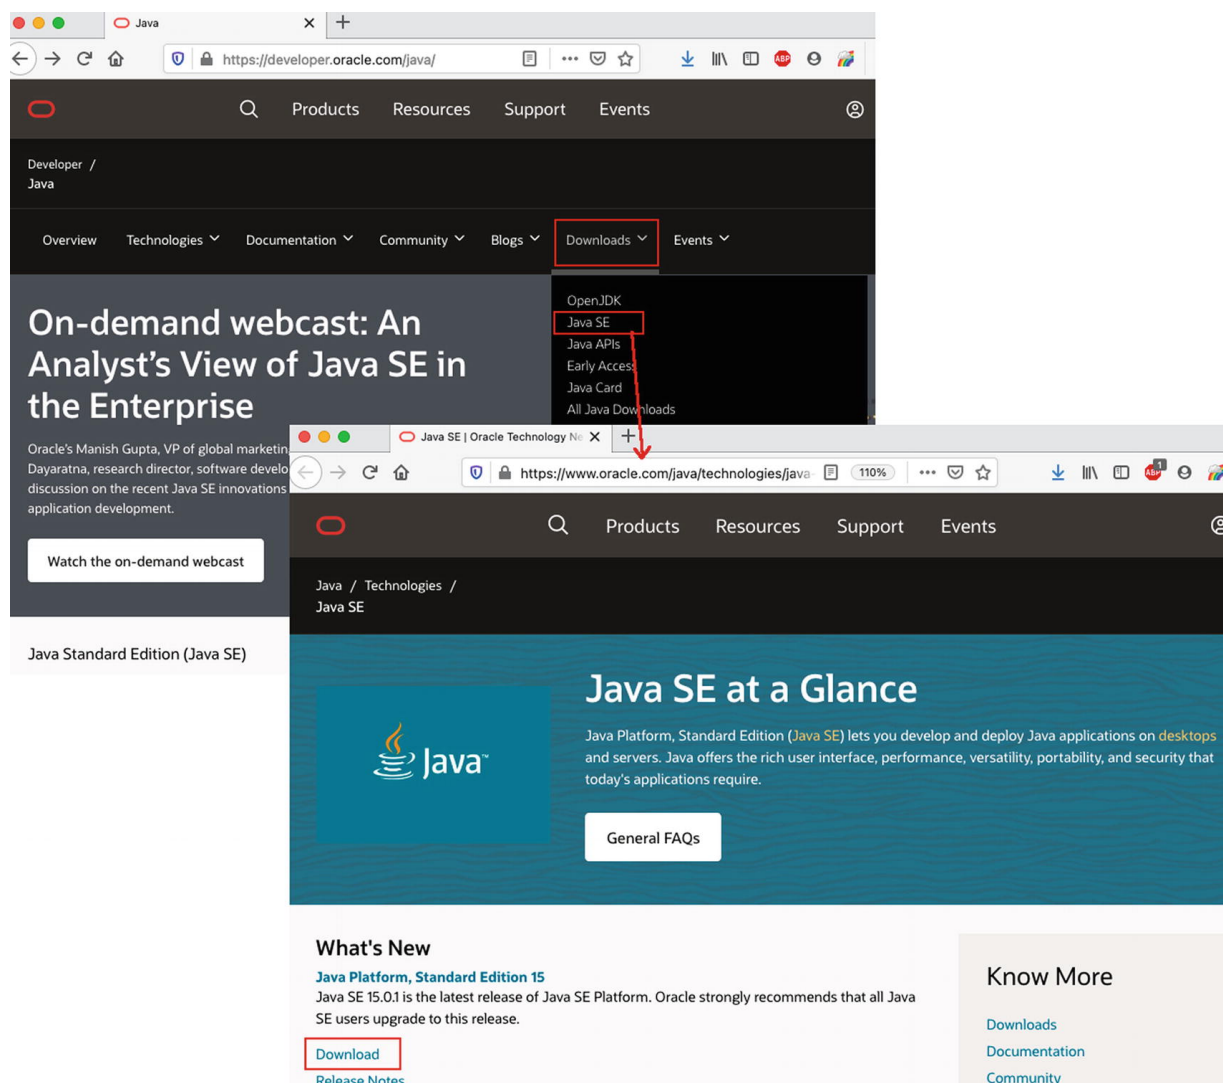 Java
https://developer.oracle.com/java/
ABP
Products Resources Support Events
Developer /
Java
Overview Technologies Documentation Community Blogs Downloads Events
On-demand webcast: An
Analyst's View of Java SE in
the Enterprise
Oracle's Manish Gupta, VP of global marketin
Dayaratna, research director, software develo
discussion on the recent Java SE innovations
application development.
Watch the on-demand webcast
Java Standard Edition (Java SE)
OpenJDK
Java SE
Java APIs
Early Access
Java Card
All Java Downloads
Java SE | Oracle Technology Ne
https://www.oracle.com/java/technologies/java- 110%
ABP 1
Products Resources Support Events
Java / Technologies /
Java SE
Java™
Java SE at a Glance
Java Platform, Standard Edition (Java SE) lets you develop and deploy Java applications on desktops
and servers. Java offers the rich user interface, performance, versatility, portability, and security that
today's applications require.
General FAQs
What's New
Java Platform, Standard Edition 15
Java SE 15.0.1 is the latest release of Java SE Platform. Oracle strongly recommends that all Java
SE users upgrade to this release.
Download
Release Notes
Know More
Downloads
Documentation
Community